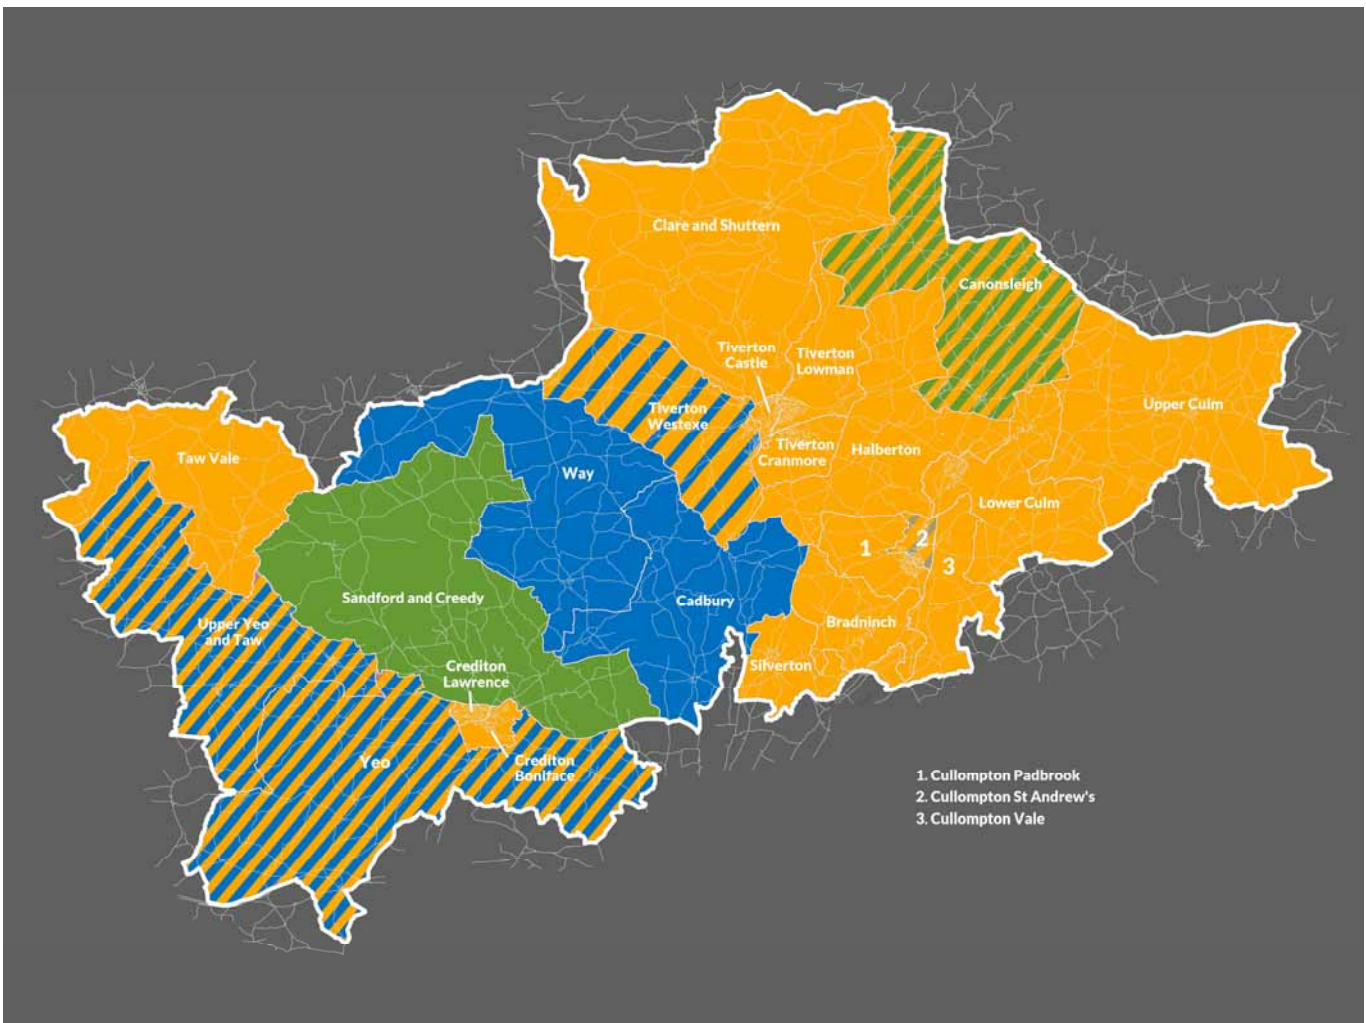 Clare and Shuttern
Canonsleigh
Tiverton
Castle
Tiverton
Lowman
Upper Culm
Tiverton
Westexe
Tiverton
Cranmore
Halberton
Taw Vale
Way
Lower Culm
1
2
3
Sandford and Creedy
Cadbury
Bradninch
Upper Yeo
and Taw
Silverton
Crediton
Lawrence
Yeo
Crediton
Boniface
1. Cullompton Padbrook
2. Cullompton St Andrew's
3. Cullompton Vale